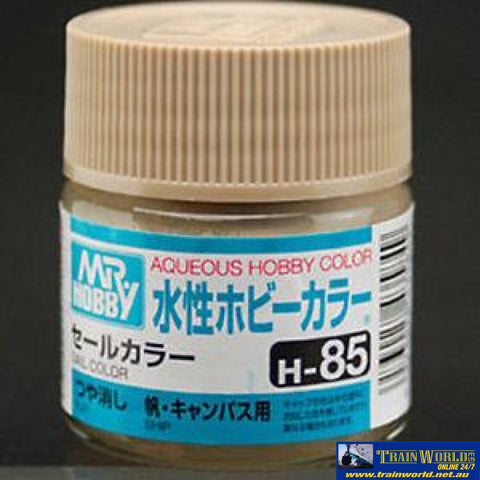 AQUEOUS HOBBY COLOR
MR HOBBY
水性ホビーカラー
セールカラー
SAIL COLOR
H-85
つや消し
帆・キャンバス用
SHIP
TRAINWORLD
ONLINE 24/7
www.trainworld.net.au